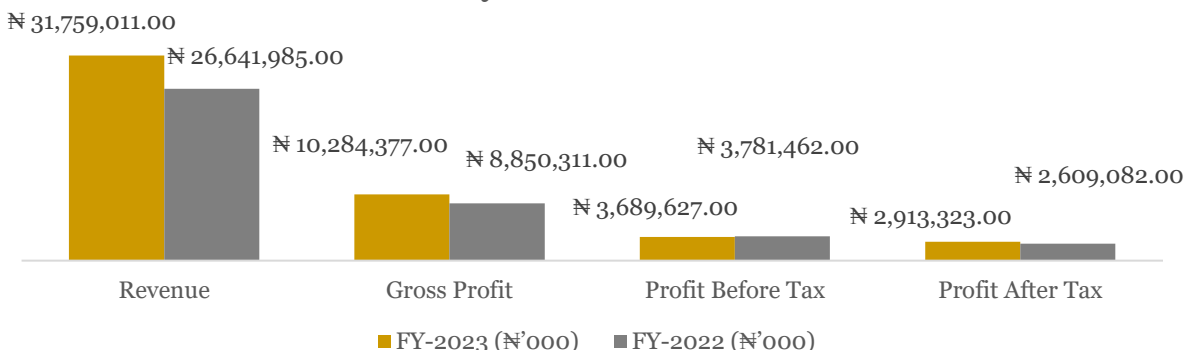 ₦ 31,759,011.00
₦ 26,641,985.00
₦ 10,284,377.00
₦ 8,850,311.00
₦ 3,689,627.00
₦ 3,781,462.00
₦ 2,913,323.00
₦ 2,609,082.00
Revenue
Gross Profit
Profit Before Tax
Profit After Tax
FY-2023 (₦'000)
FY-2022 (₦'000)